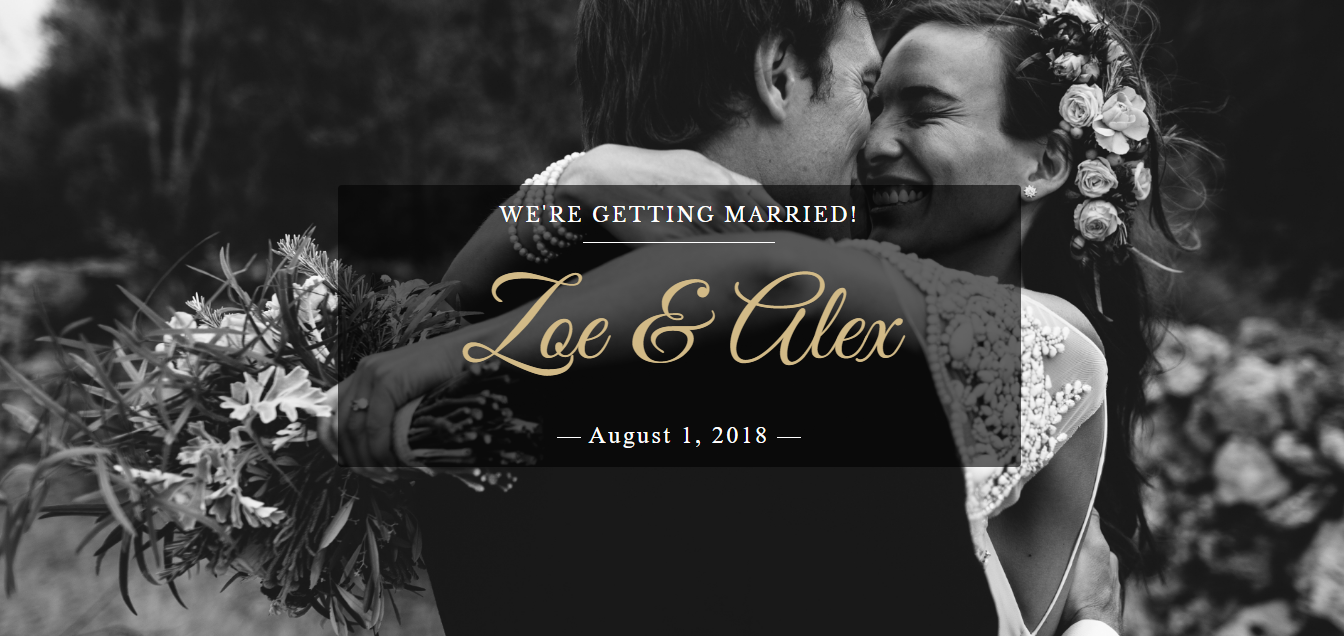 WE'RE GETTING MARRIED!
Zoe & Alex
— August 1, 2018 —